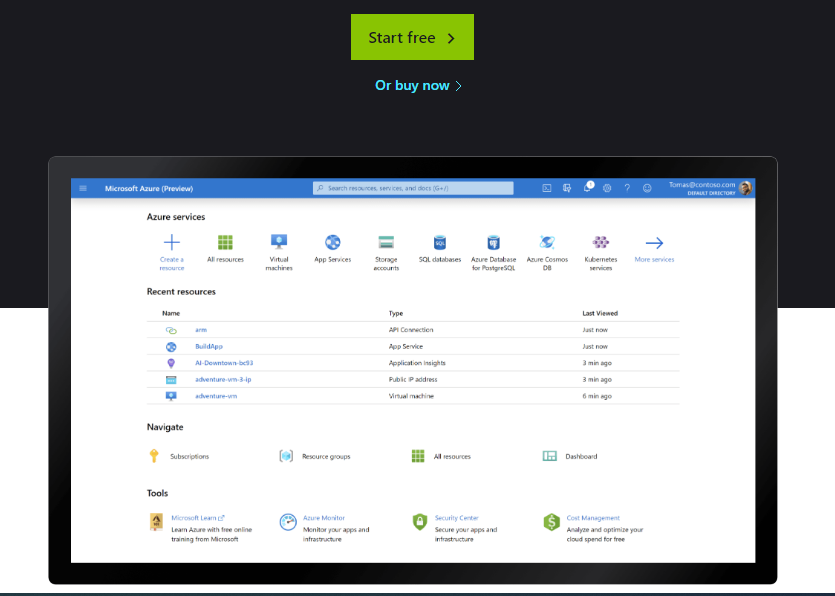 Start free
Or buy now
Microsoft Azure (Preview)
Search resources, services, and docs (G+/)
1
Tomas@contoso.com
DEFAULT DIRECTORY
Azure services
Create a resource
All resources
Virtual machines
App Services
Storage accounts
SQL databases
Azure Database for PostgreSQL
Azure Cosmos DB
Kubernetes services
More services
Recent resources
Name Type Last Viewed
arm API Connection Just now
BuildApp App Service Just now
AI-Downtown-bc93 Application Insights 3 min ago
adventure-vm-3-ip Public IP address 3 min ago
adventure-vm Virtual machine 6 min ago
Navigate
Subscriptions Resource groups All resources Dashboard
Tools
Microsoft Learn
Learn Azure with free online
training from Microsoft
Azure Monitor
Monitor your apps and
infrastructure
Security Center
Secure your apps and
infrastructure
Cost Management
Analyze and optimize your
cloud spend for free